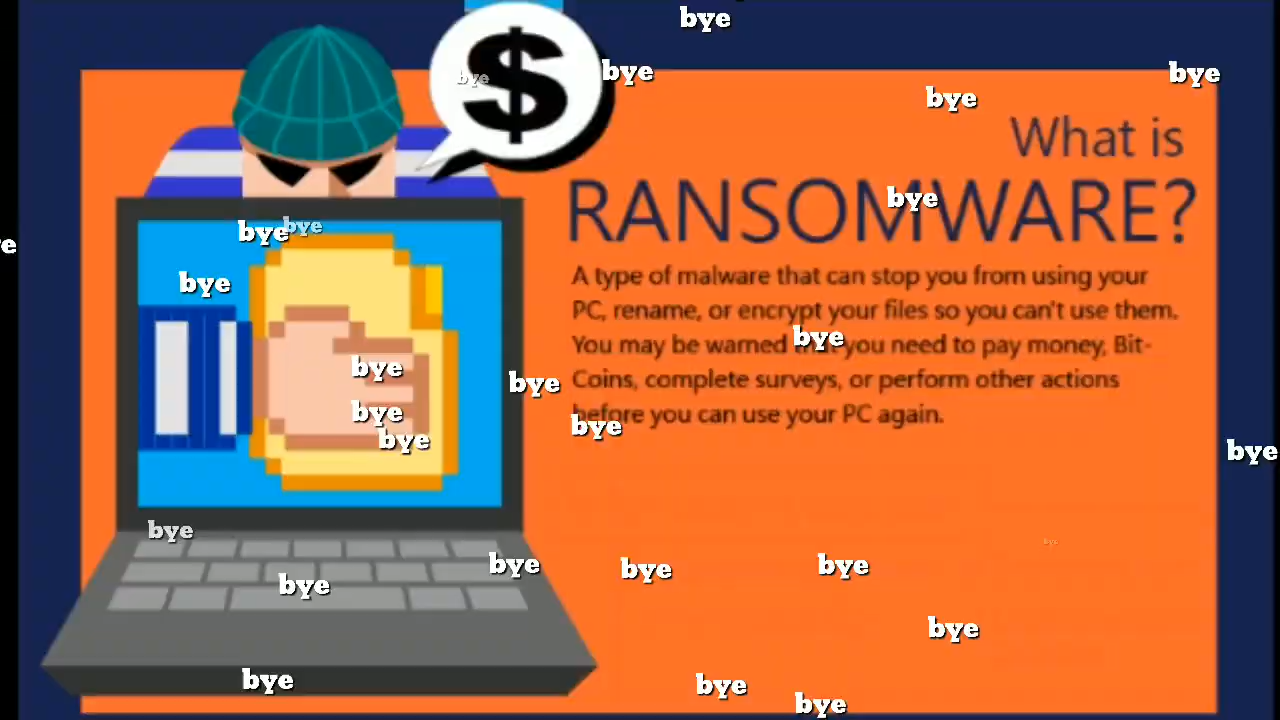 bye
bye
bye
bye
bye
What is
bye
RANSOMWARE?
bye
bye
bye
A type of malware that can stop you from using your
PC, rename, or encrypt your files so you can't use them.
bye
You may be warned that you need to pay money, Bit-
bye
Coins, complete surveys, or perform other actions
bye
bye
before you can use your PC again.
bye
bye
bye
bye
bye
bye
bye
bye
bye
bye
bye
bye
bye
$